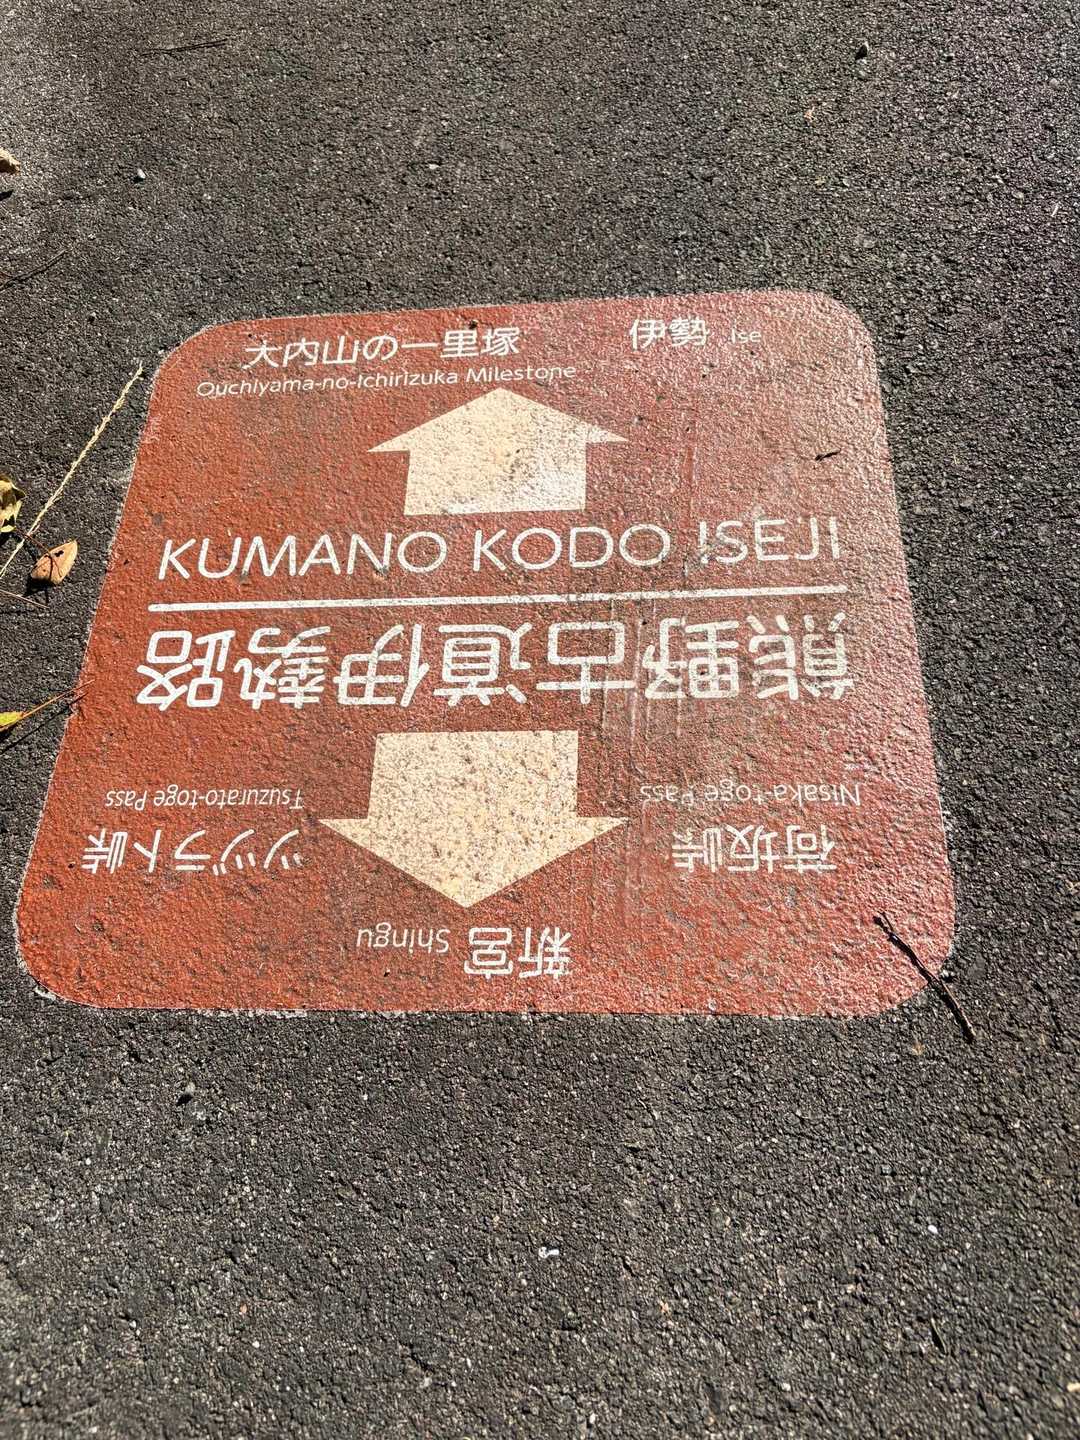 大内山の一里塚 伊勢 Ise
Ouchiyama-no-Ichirizuka Milestone
KUMANO KODO ISEJI
熊野古道伊勢路
Nisaka-toge Pass Tsuzurato-toge Pass
荷坂峠 ツヅラト峠
新宮 Shingu